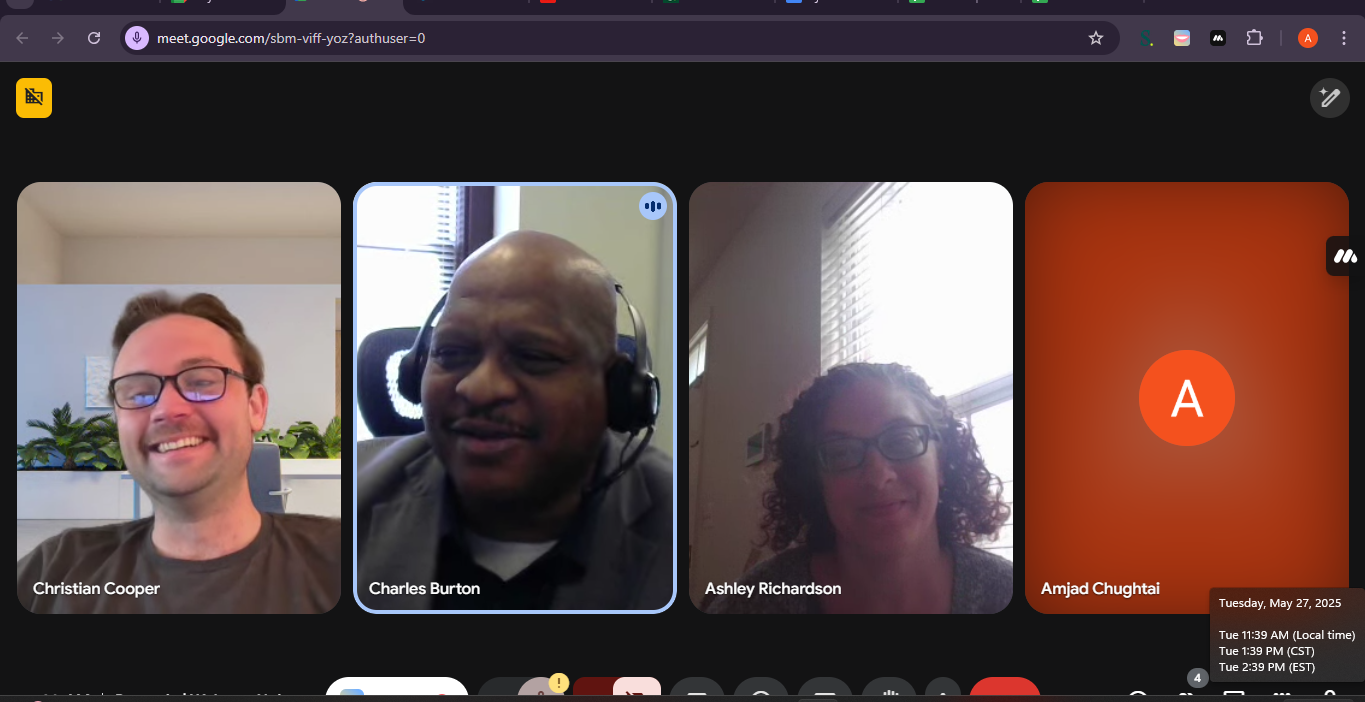 meet.google.com/sbm-viff-yoz?authuser=0
A
A
Christian Cooper
Charles Burton
Ashley Richardson
Amjad Chughtai
Tuesday, May 27, 2025
Tue 11:39 AM (Local time)
Tue 1:39 PM (CST)
Tue 2:39 PM (EST)
!
4